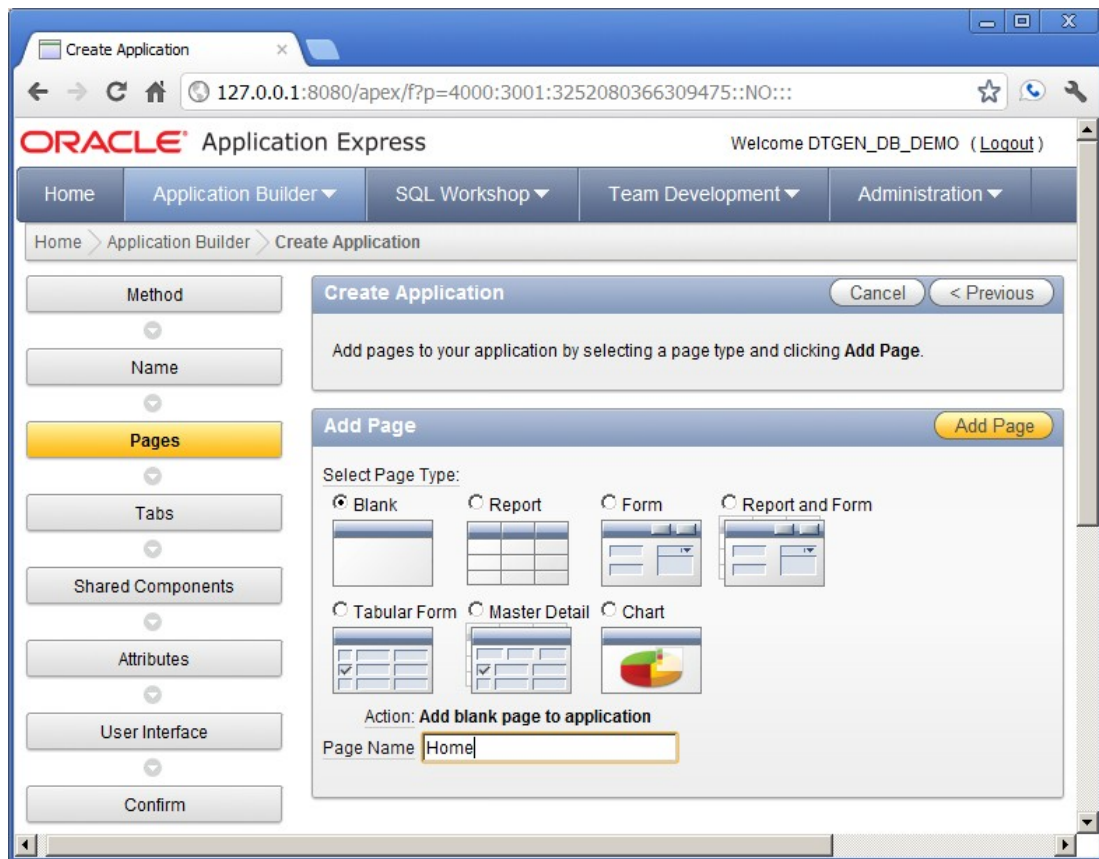 Create Application
127.0.0.1:8080/apex/f?p=4000:3001:3252080366309475::NO:::
ORACLE Application Express
Welcome DTGEN_DB_DEMO (Logout)
Home Application Builder SQL Workshop Team Development Administration
Home Application Builder Create Application
Method
Name
Pages
Tabs
Shared Components
Attributes
User Interface
Confirm
Create Application Cancel < Previous
Add pages to your application by selecting a page type and clicking Add Page.
Add Page Add Page
Select Page Type:
Blank Report Form Report and Form
Tabular Form Master Detail Chart
Action: Add blank page to application
Page Name Home